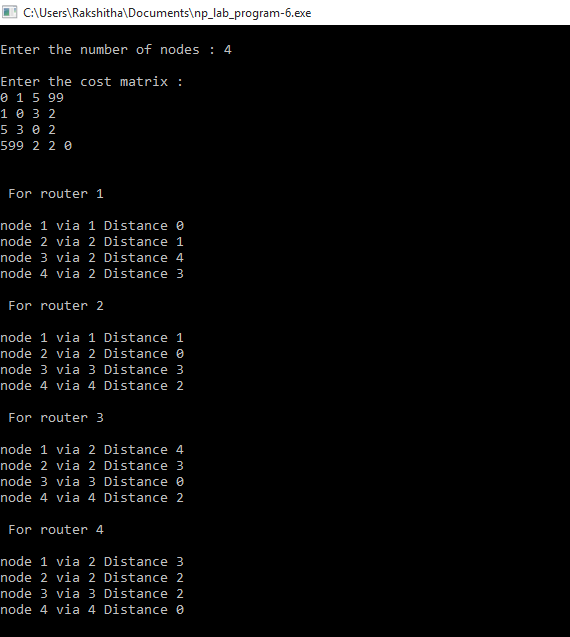 C:\Users\Rakshitha\Documents\np_lab_program-6.exe
Enter the number of nodes : 4
Enter the cost matrix :
0 1 5 99
1 0 3 2
5 3 0 2
599 2 2 0
For router 1
node 1 via 1 Distance 0
node 2 via 2 Distance 1
node 3 via 2 Distance 4
node 4 via 2 Distance 3
For router 2
node 1 via 1 Distance 1
node 2 via 2 Distance 0
node 3 via 3 Distance 3
node 4 via 4 Distance 2
For router 3
node 1 via 2 Distance 4
node 2 via 2 Distance 3
node 3 via 3 Distance 0
node 4 via 4 Distance 2
For router 4
node 1 via 2 Distance 3
node 2 via 2 Distance 2
node 3 via 3 Distance 2
node 4 via 4 Distance 0